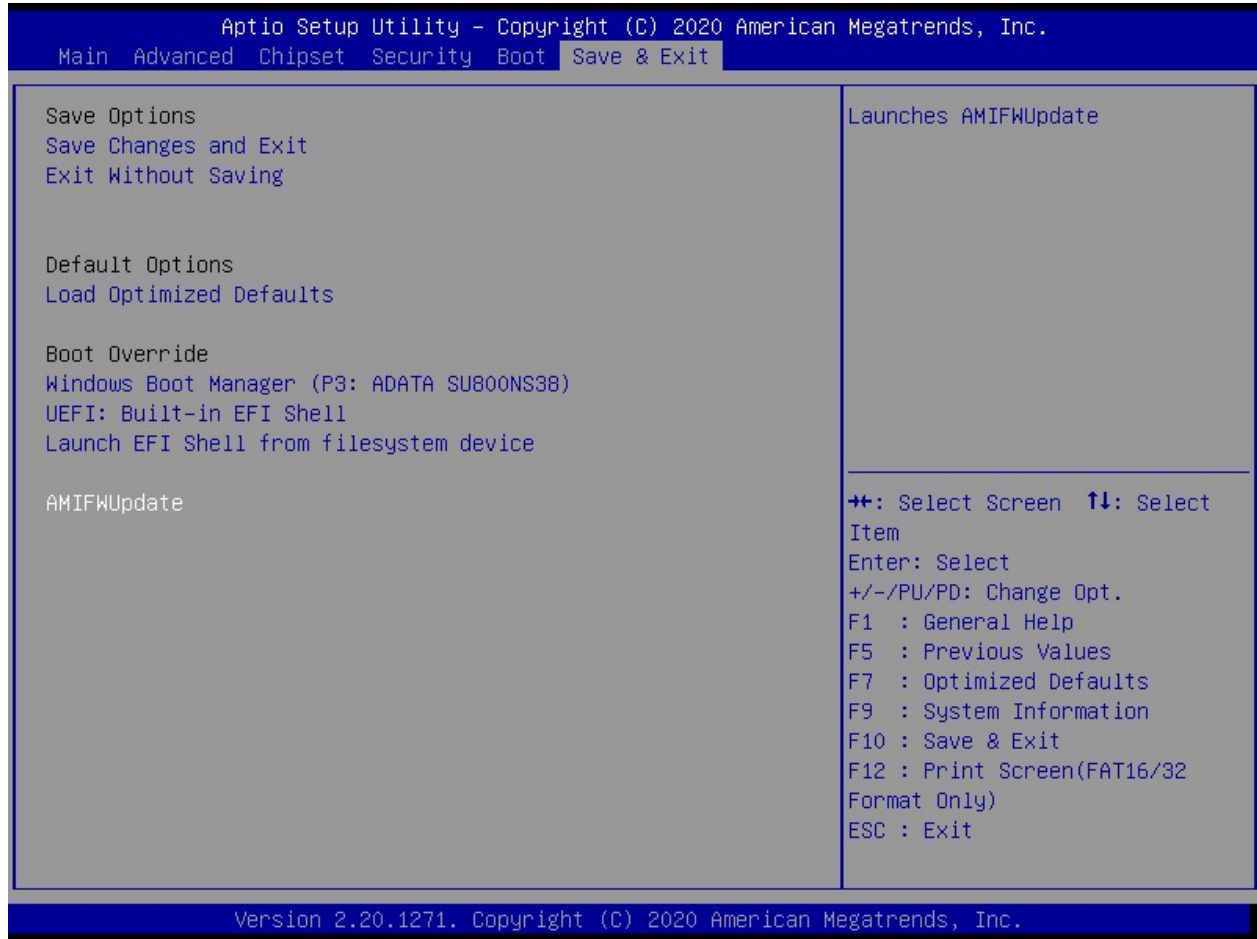 Aptio Setup Utility – Copyright (C) 2020 American Megatrends, Inc.
Main Advanced Chipset Security Boot Save & Exit
Save Options
Save Changes and Exit
Exit Without Saving
Default Options
Load Optimized Defaults
Boot Override
Windows Boot Manager (P3: ADATA SU800NS38)
UEFI: Built-in EFI Shell
Launch EFI Shell from filesystem device
AMIFWUpdate
Launches AMIFWUpdate
→←: Select Screen ↑↓: Select
Item
Enter: Select
+/-/PU/PD: Change Opt.
F1 : General Help
F5 : Previous Values
F7 : Optimized Defaults
F9 : System Information
F10 : Save & Exit
F12 : Print Screen(FAT16/32
Format Only)
ESC : Exit
Version 2.20.1271. Copyright (C) 2020 American Megatrends, Inc.